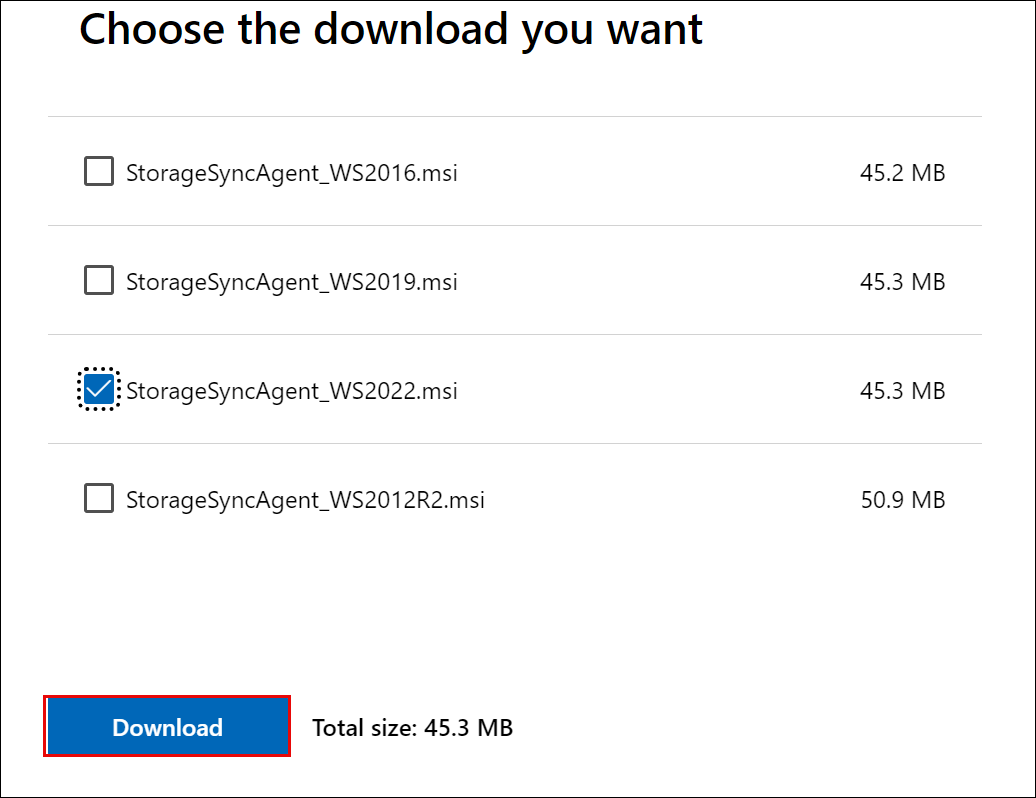 Choose the download you want
StorageSyncAgent_WS2016.msi 45.2 MB
StorageSyncAgent_WS2019.msi 45.3 MB
StorageSyncAgent_WS2022.msi 45.3 MB
StorageSyncAgent_WS2012R2.msi 50.9 MB
Download Total size: 45.3 MB